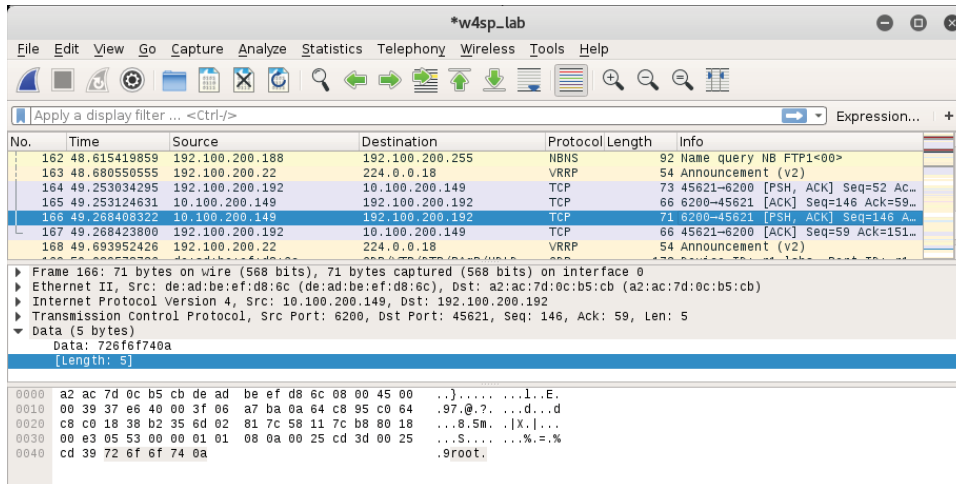 *w4sp_lab
File Edit View Go Capture Analyze Statistics Telephony Wireless Tools Help
Apply a display filter ... <Ctrl-/> Expression... +
No. Time Source Destination Protocol Length Info
162 48.615419859 192.100.200.188 192.100.200.255 NBNS 92 Name query NB FTP1<00>
163 48.680550555 192.100.200.22 224.0.0.18 VRRP 54 Announcement (v2)
164 49.253034295 192.100.200.192 10.100.200.149 TCP 73 45621→6200 [PSH, ACK] Seq=52 Ac…
165 49.253124631 10.100.200.149 192.100.200.192 TCP 66 6200→45621 [ACK] Seq=146 Ack=59…
166 49.268408322 10.100.200.149 192.100.200.192 TCP 71 6200→45621 [PSH, ACK] Seq=146 A…
167 49.268423800 192.100.200.192 10.100.200.149 TCP 66 45621→6200 [ACK] Seq=59 Ack=151…
168 49.693952426 192.100.200.22 224.0.0.18 VRRP 54 Announcement (v2)
Frame 166: 71 bytes on wire (568 bits), 71 bytes captured (568 bits) on interface 0
Ethernet II, Src: de:ad:be:ef:d8:6c (de:ad:be:ef:d8:6c), Dst: a2:ac:7d:0c:b5:cb (a2:ac:7d:0c:b5:cb)
Internet Protocol Version 4, Src: 10.100.200.149, Dst: 192.100.200.192
Transmission Control Protocol, Src Port: 6200, Dst Port: 45621, Seq: 146, Ack: 59, Len: 5
Data (5 bytes)
Data: 726f6f740a
[Length: 5]
0000 a2 ac 7d 0c b5 cb de ad be ef d8 6c 08 00 45 00 ..}..... ...l..E.
0010 00 39 37 e6 40 00 3f 06 a7 ba 0a 64 c8 95 c0 64 .97.@.?. ...d...d
0020 c8 c0 18 38 b2 35 6d 02 81 7c 58 11 7c b8 80 18 ...8.5m. .|X.|...
0030 00 e3 05 53 00 00 01 01 08 0a 00 25 cd 3d 00 25 ...S.... ...%.=.%
0040 cd 39 72 6f 6f 74 0a .9root.